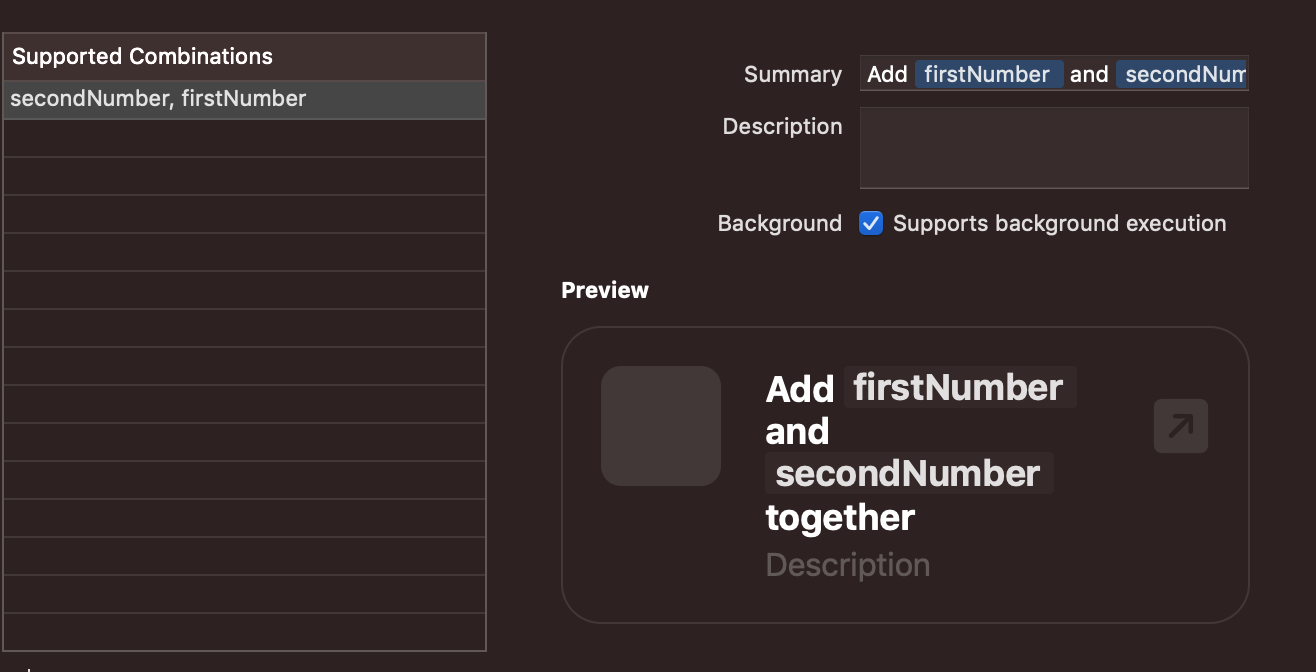 Supported Combinations
secondNumber, firstNumber
Summary Add firstNumber and secondNum
Description
Background Supports background execution
Preview
Add firstNumber
and
secondNumber
together
Description